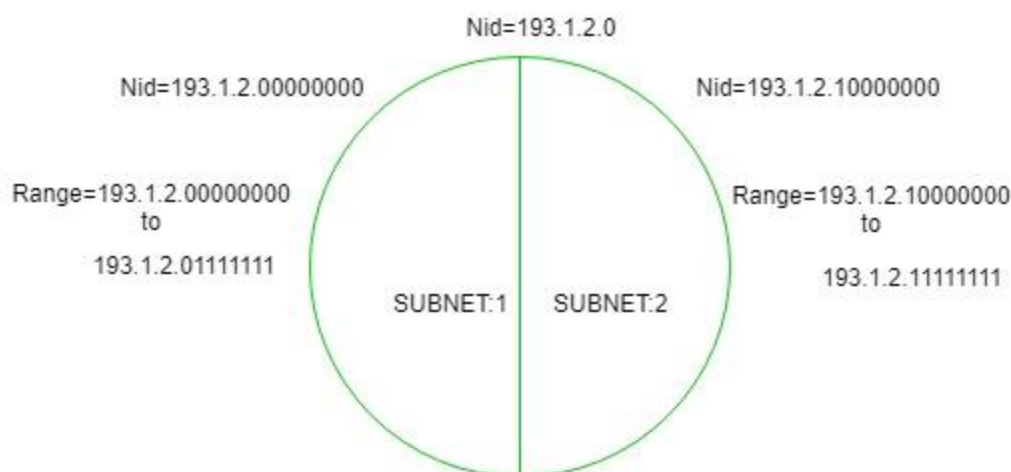 Nid=193.1.2.0
Nid=193.1.2.00000000
Nid=193.1.2.10000000
Range=193.1.2.00000000
to
193.1.2.01111111
Range=193.1.2.10000000
to
193.1.2.11111111
SUBNET:1
SUBNET:2